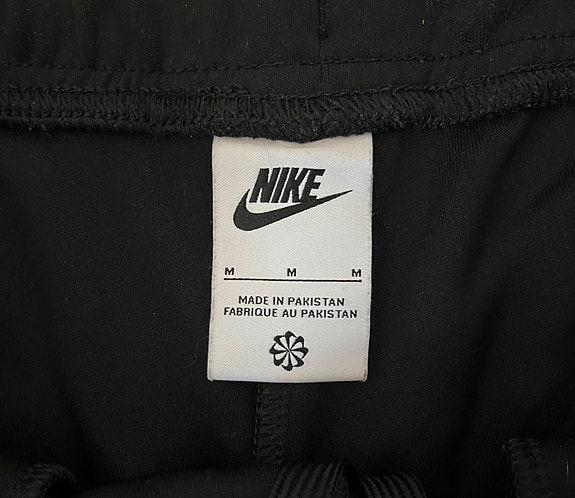 NIKE
M M M
MADE IN PAKISTAN
FABRIQUE AU PAKISTAN